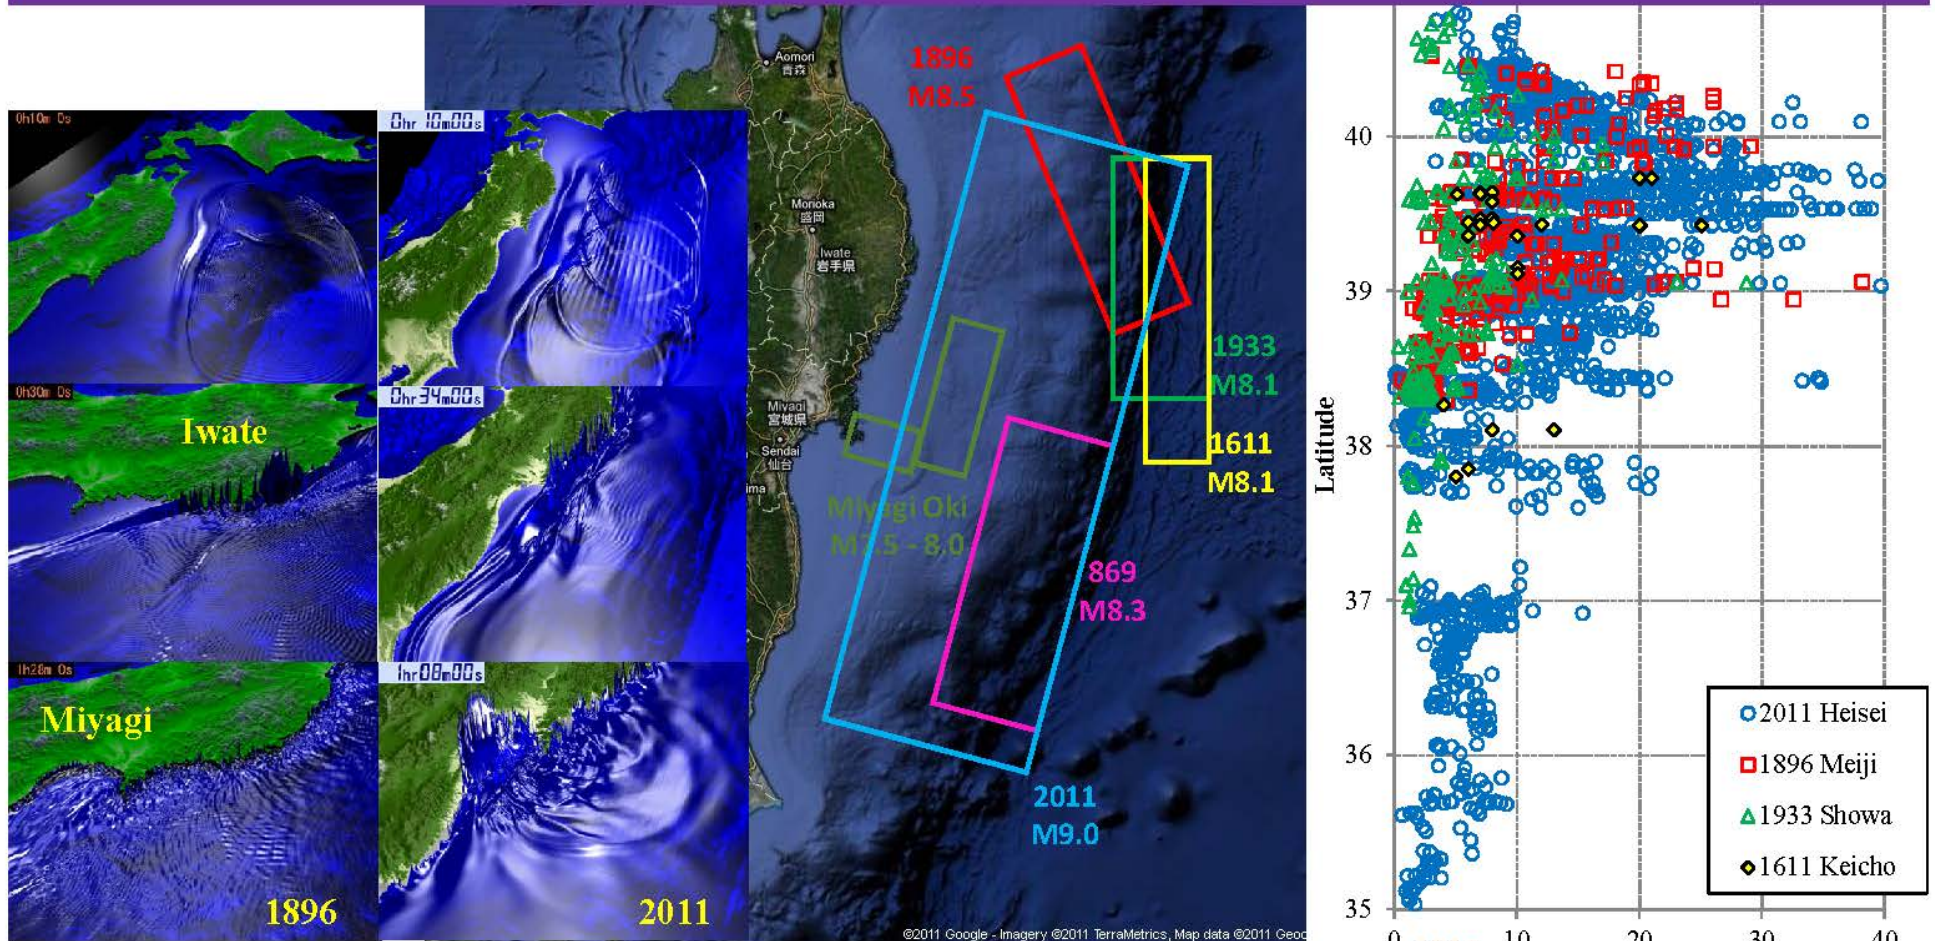 0h10m 0s
0h30m 0s
Iwate
1h28m 0s
Miyagi
1896
0hr 10m00s
0hr34m00s
1hr08m00s
2011
Aomori
青森
Morioka
盛岡
Iwate
岩手県
Miyagi
宮城県
Sendai
仙台
ima
1896
M8.5
1933
M8.1
1611
M8.1
Miyagi Oki
M7.5 - 8.0
869
M8.3
2011
M9.0
©2011 Google - Imagery ©2011 TerraMetrics, Map data ©2011 Geoc
Latitude
40
39
38
37
36
35
0 10 20 30 40
2011 Heisei
1896 Meiji
1933 Showa
1611 Keicho